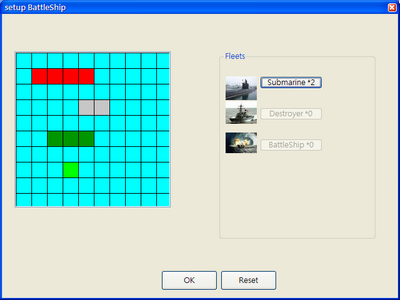 setup BattleShip
Fleets
Submarine *2
Destroyer *0
BattleShip *0
OK
Reset